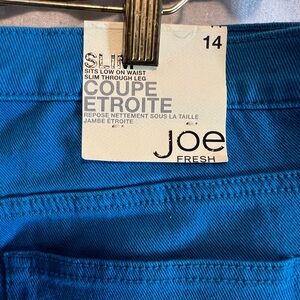 14
SLIM
SITS LOW ON WAIST
SLIM THROUGH LEG
COUPE
ETROITE
REPOSE NETTEMENT SOUS LA TAILLE
JAMBE ÉTROITE
Joe
FRESH